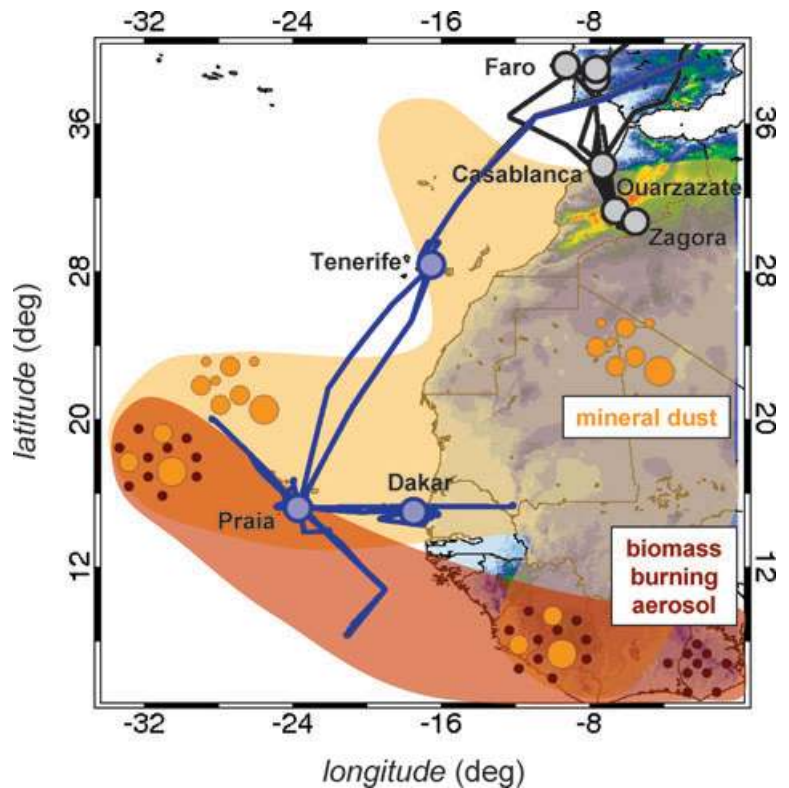 -32 -24 -16 -8
Faro
36 36
Casablanca
Ouarzazate
Zagora
Tenerife
28 28
mineral dust
20 20
Dakar
Praia
biomass
burning
aerosol
12 12
-32 -24 -16 -8
latitude (deg)
longitude (deg)